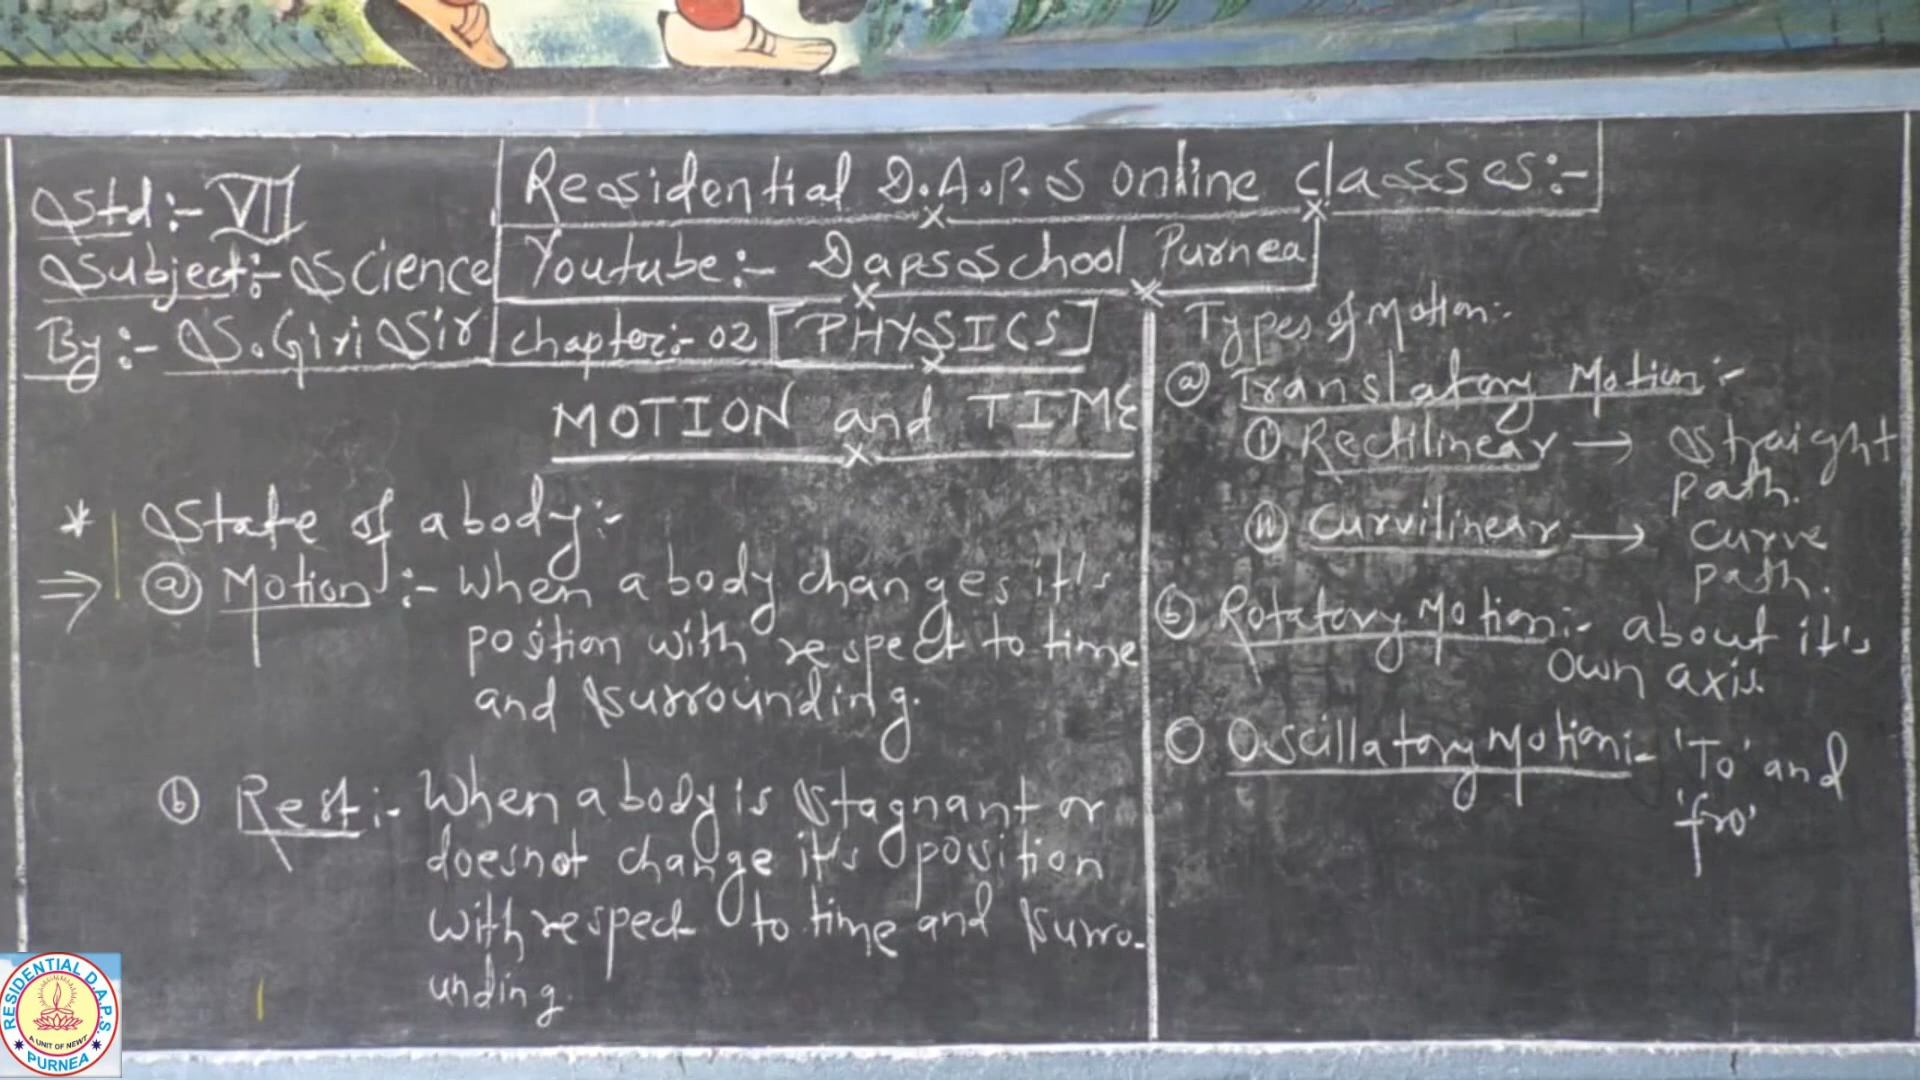 Residential D.A.P.S online classes:-
Std:- VII
Subject:- Science
Youtube:- Daps School Purnea
By:- S. Giri Sir
chapter:- 02 [PHYSICS]
MOTION and TIME
* State of a body:-
⇒ (a) Motion :- When a body changes it's
position with respect to time
and surrounding.
(b) Rest:- When a body is stagnant or
doesnot change it's position
with respect to time and surro-
unding.
Types of Motion:-
(a) Translatory Motion:-
(i) Rectilinear → Straight
path.
(ii) Curvilinear → curve
path.
(b) Rotatory Motion:- about it's
own axis.
(c) Oscillatory Motion:- 'To' and
'fro'
RESIDENTIAL D.A.P.S.
A UNIT OF NEWT
PURNEA